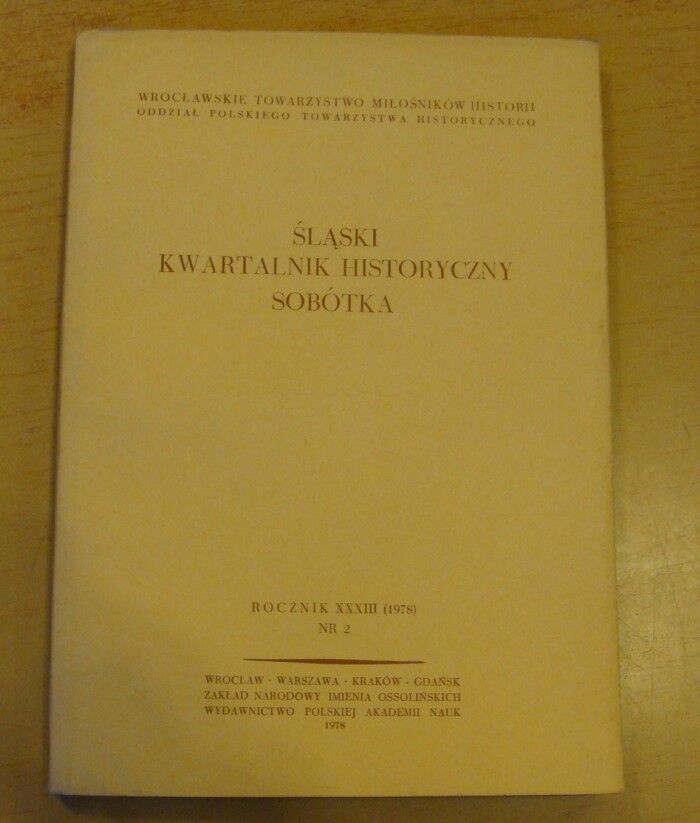 WROCŁAWSKIE TOWARZYSTWO MIŁOŚNIKÓW HISTORII
ODDZIAŁ POLSKIEGO TOWARZYSTWA HISTORYCZNEGO
ŚLĄSKI
KWARTALNIK HISTORYCZNY
SOBÓTKA
ROCZNIK XXXIII (1978)
NR 2
WROCŁAW · WARSZAWA · KRAKÓW · GDAŃSK
ZAKŁAD NARODOWY IMIENIA OSSOLIŃSKICH
WYDAWNICTWO POLSKIEJ AKADEMII NAUK
1978